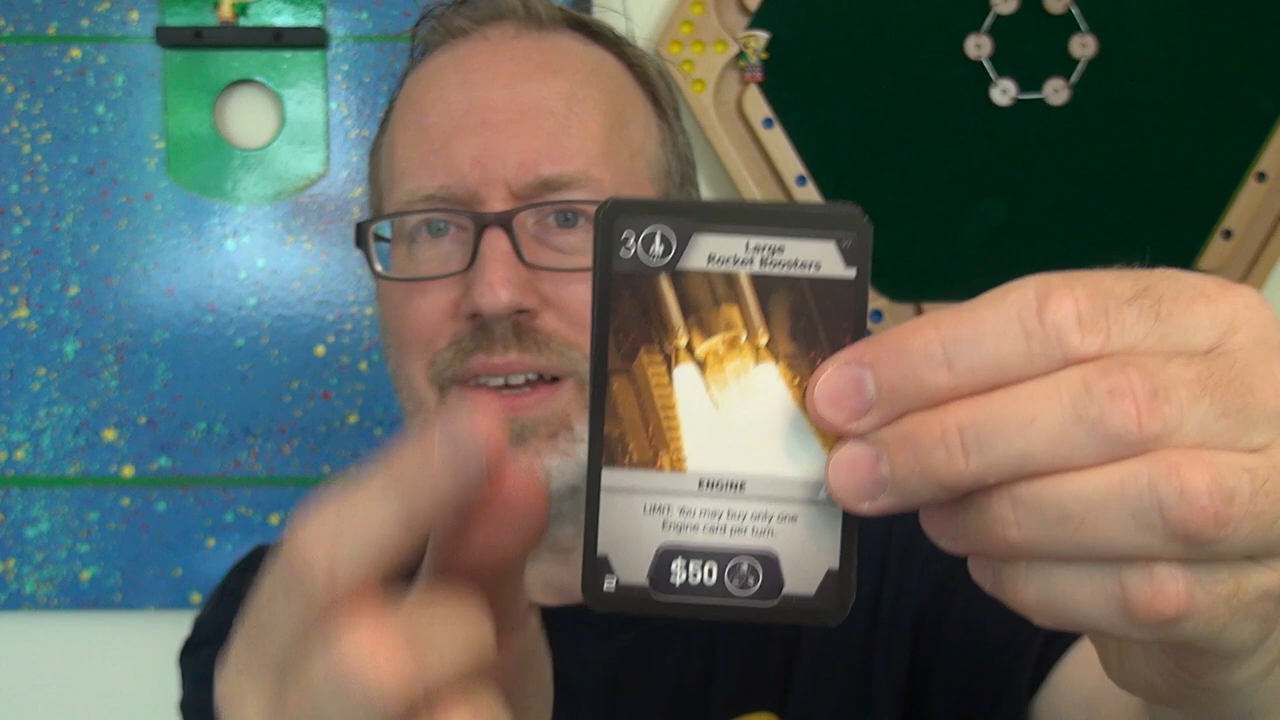 3
Large
Rocket Boosters
ENGINE
LIMIT: You may buy only one
Engine card per turn.
$50